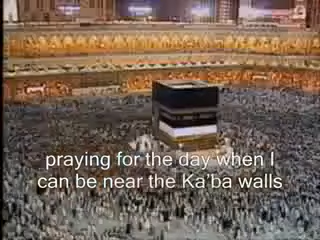 praying for the day when I
can be near the Ka'ba walls